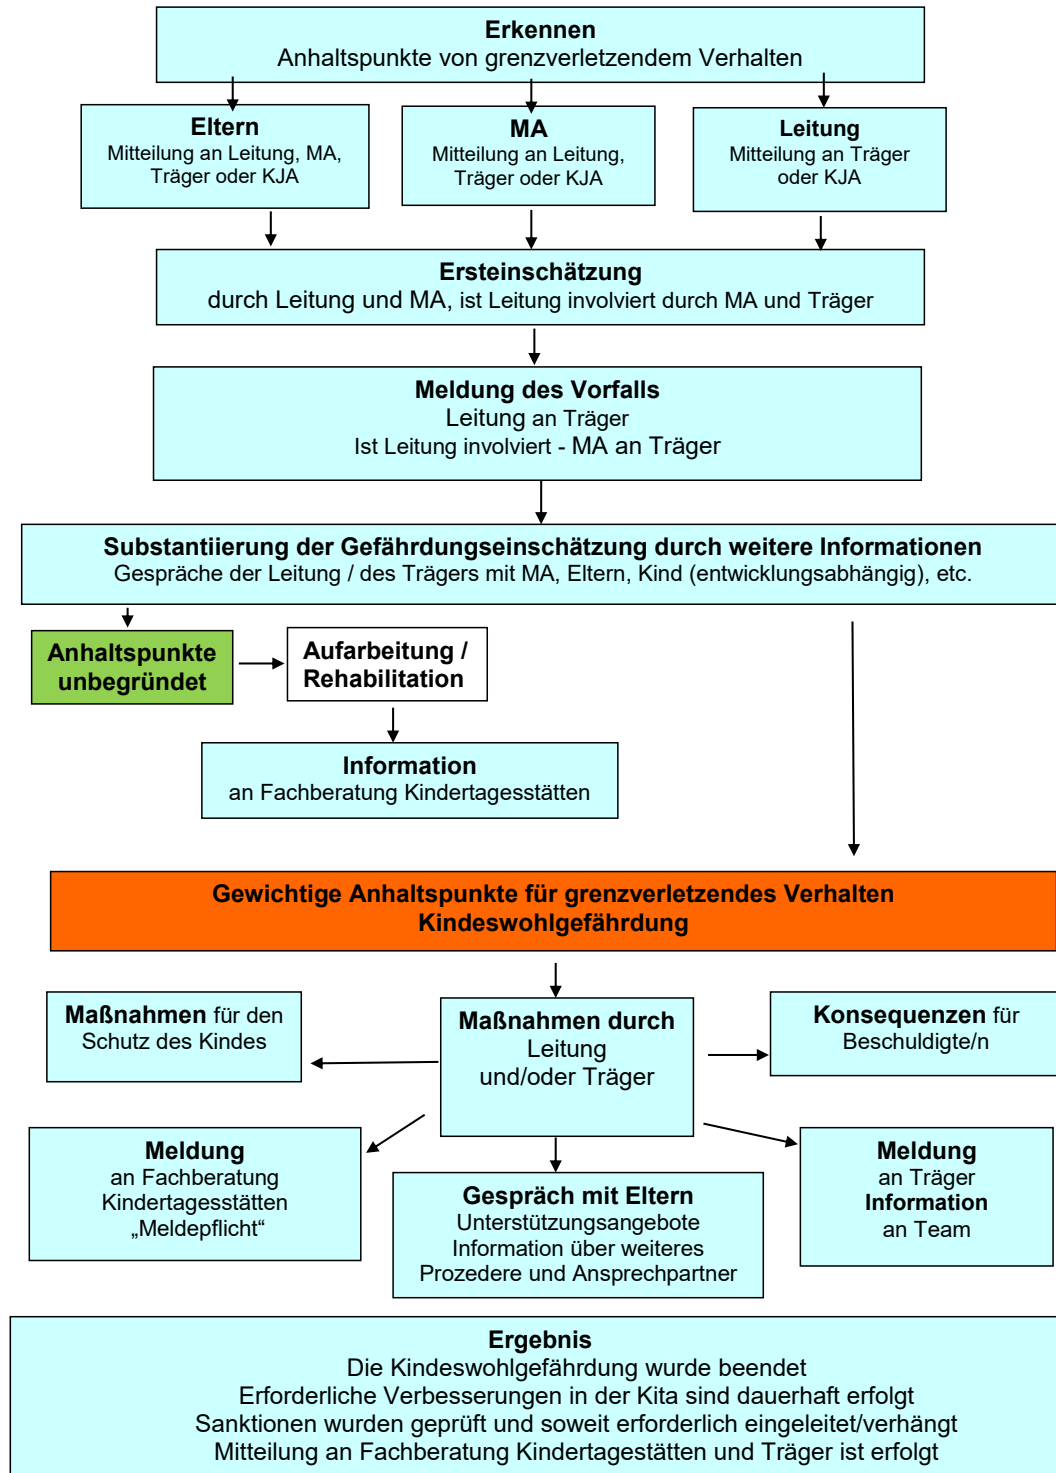 Erkennen
Anhaltspunkte von grenzverletzendem Verhalten
Eltern
Mitteilung an Leitung, MA,
Träger oder KJA
MA
Mitteilung an Leitung,
Träger oder KJA
Leitung
Mitteilung an Träger
oder KJA
Ersteinschätzung
durch Leitung und MA, ist Leitung involviert durch MA und Träger
Meldung des Vorfalls
Leitung an Träger
Ist Leitung involviert - MA an Träger
Substantiierung der Gefährdungseinschätzung durch weitere Informationen
Gespräche der Leitung / des Trägers mit MA, Eltern, Kind (entwicklungsabhängig), etc.
Anhaltspunkte
unbegründet
Aufarbeitung /
Rehabilitation
Information
an Fachberatung Kindertagesstätten
Gewichtige Anhaltspunkte für grenzverletzendes Verhalten
Kindeswohlgefährdung
Maßnahmen für den
Schutz des Kindes
Maßnahmen durch
Leitung
und/oder Träger
Konsequenzen für
Beschuldigte/n
Meldung
an Fachberatung
Kindertagesstätten
„Meldepflicht“
Gespräch mit Eltern
Unterstützungsangebote
Information über weiteres
Prozedere und Ansprechpartner
Meldung
an Träger
Information
an Team
Ergebnis
Die Kindeswohlgefährdung wurde beendet
Erforderliche Verbesserungen in der Kita sind dauerhaft erfolgt
Sanktionen wurden geprüft und soweit erforderlich eingeleitet/verhängt
Mitteilung an Fachberatung Kindertagestätten und Träger ist erfolgt